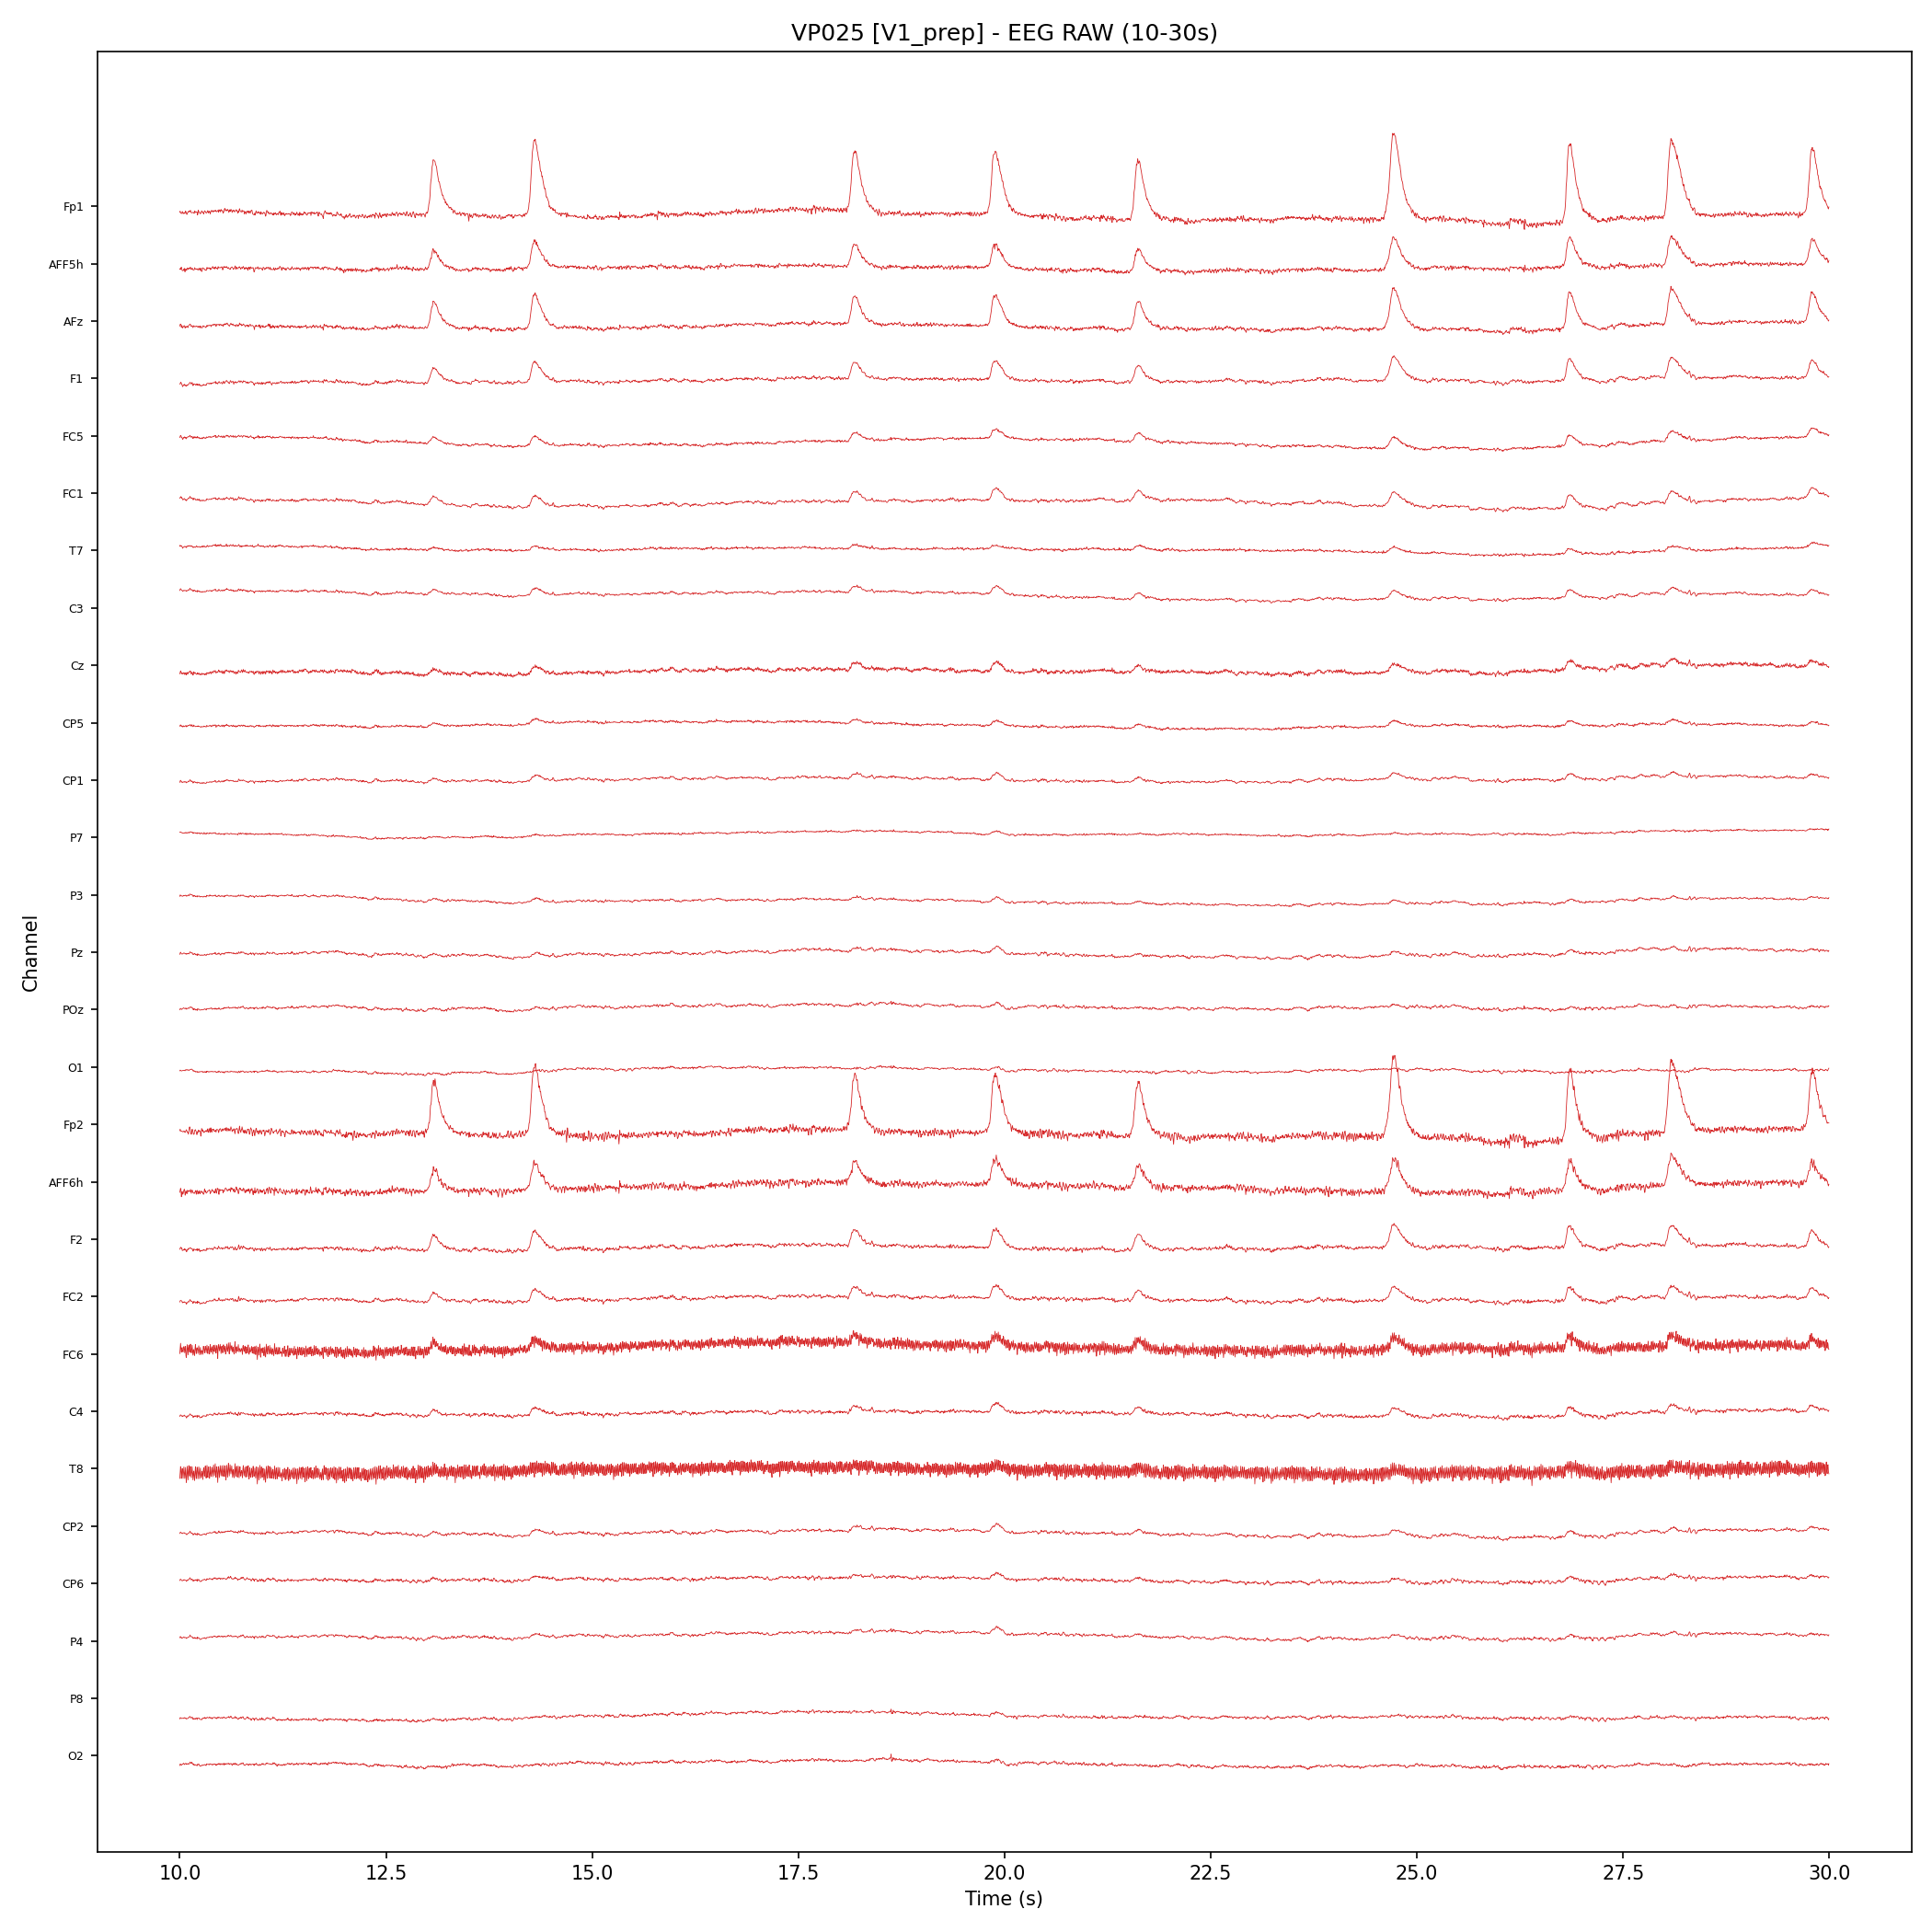 VP025 [V1_prep] - EEG RAW (10-30s)
Channel
Fp1
AFF5h
AFz
F1
FC5
FC1
T7
C3
Cz
CP5
CP1
P7
P3
Pz
POz
O1
Fp2
AFF6h
F2
FC2
FC6
C4
T8
CP2
CP6
P4
P8
O2
10.0 12.5 15.0 17.5 20.0 22.5 25.0 27.5 30.0
Time (s)